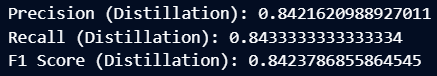 Precision (Distillation): 0.8421620988927011
Recall (Distillation): 0.8433333333333334
F1 Score (Distillation): 0.8423786855864545